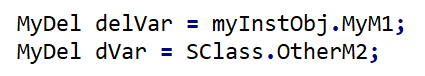 MyDel delVar = myInstObj.MyM1;
MyDel dVar = SClass.OtherM2;